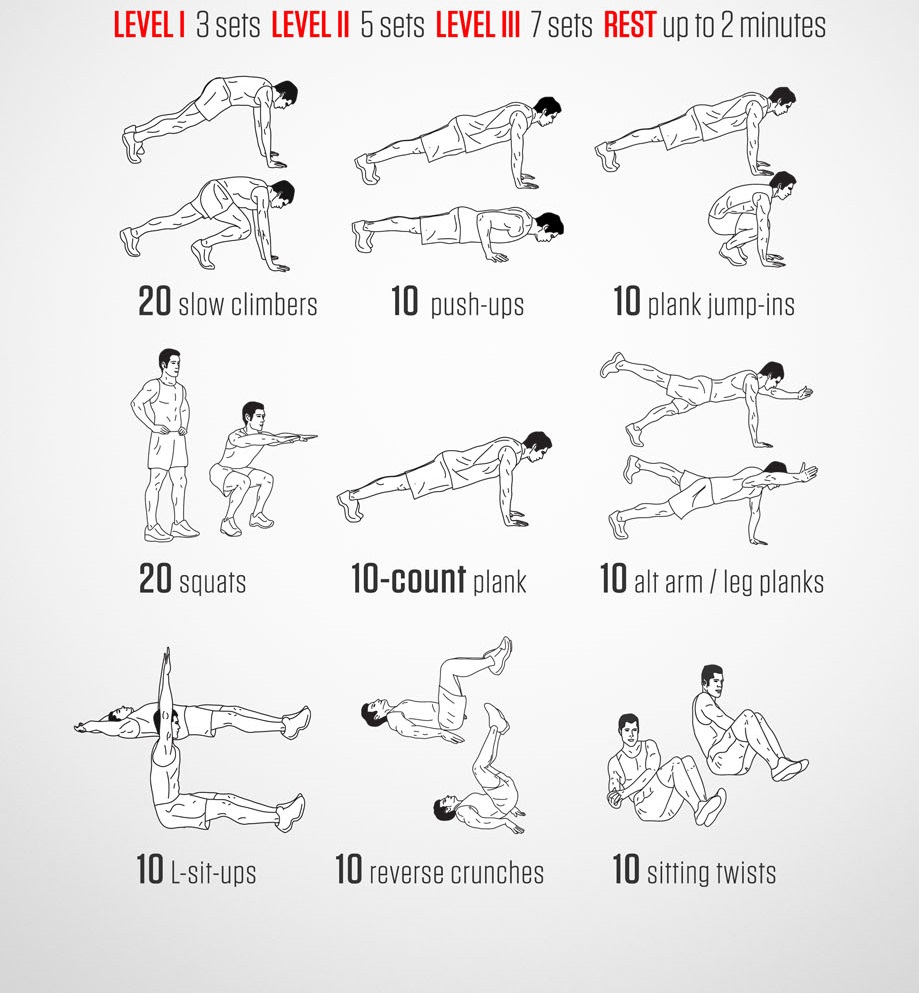 LEVEL I 3 sets LEVEL II 5 sets LEVEL III 7 sets REST up to 2 minutes
20 slow climbers
10 push-ups
10 plank jump-ins
20 squats
10-count plank
10 alt arm / leg planks
10 L-sit-ups
10 reverse crunches
10 sitting twists